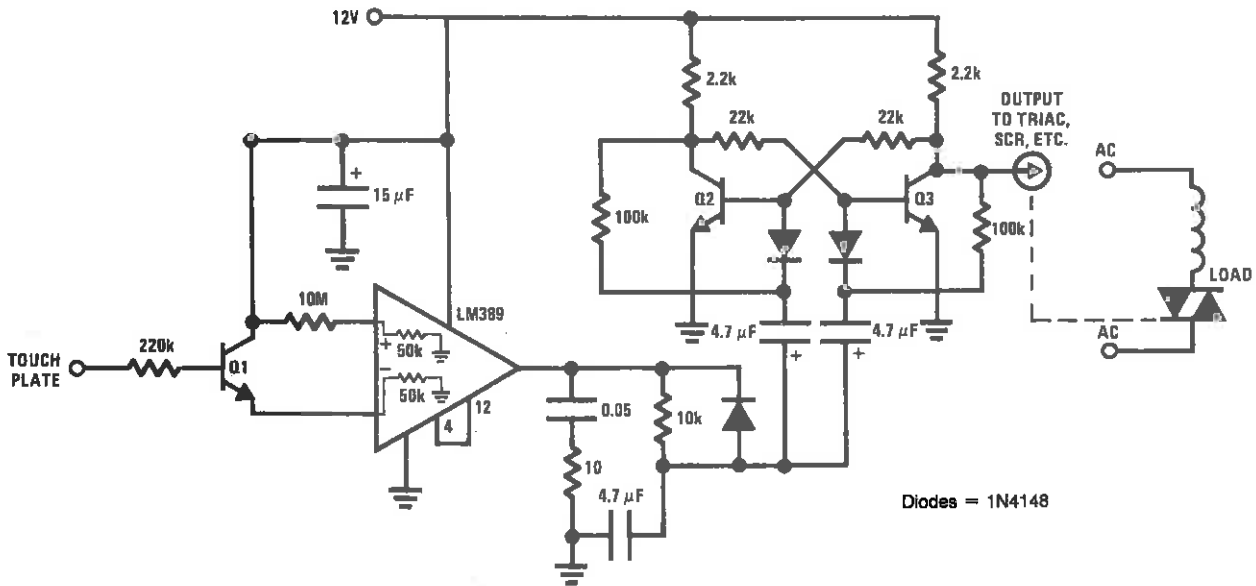 12V
2.2k
2.2k
22k
22k
OUTPUT
TO TRIAC,
SCR, ETC.
AC
+
15 μF
Q2
Q3
100k
100k
LOAD
10M
LM389
4.7 μF
4.7 μF
+
+
AC
TOUCH
PLATE
220k
Q1
+
50k
−
50k
12
4
0.05
10k
10
4.7 μF
Diodes = 1N4148